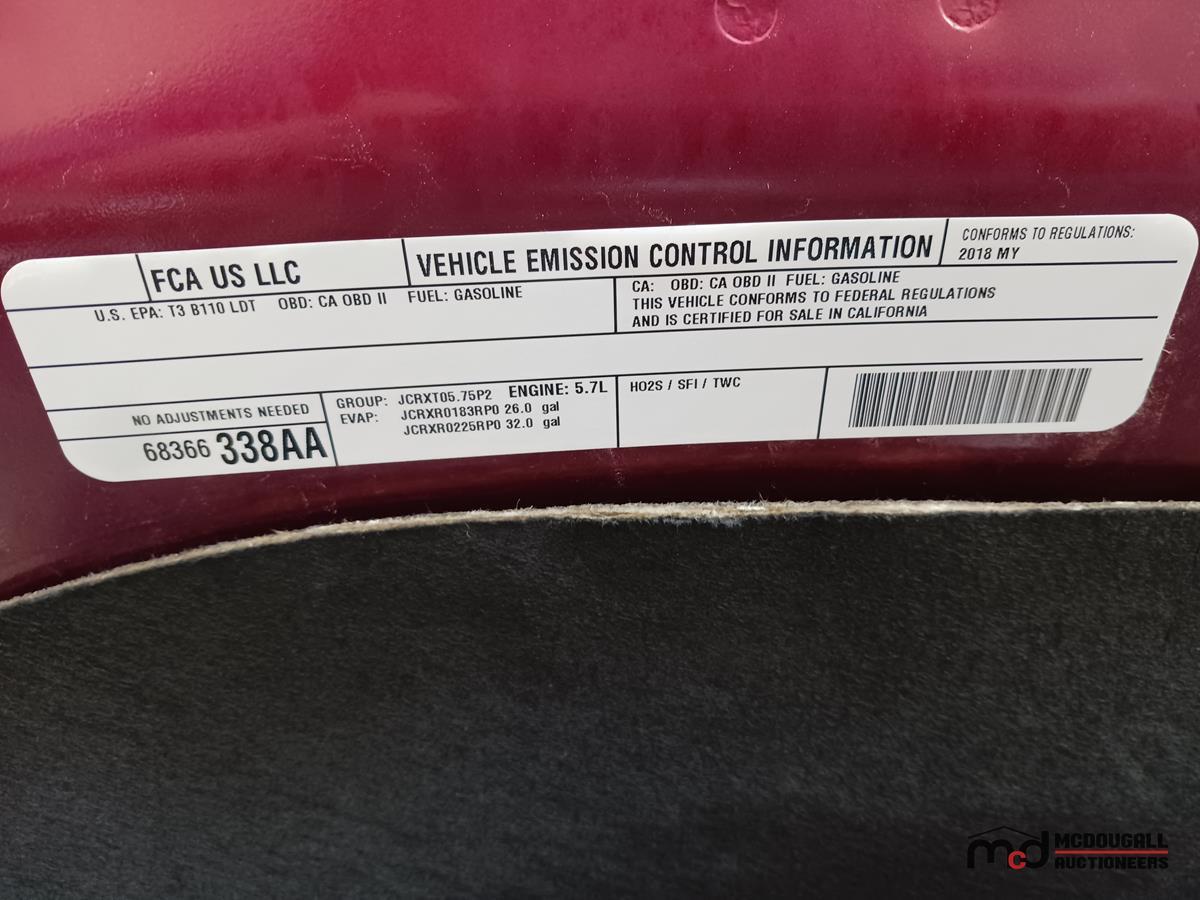 FCA US LLC
VEHICLE EMISSION CONTROL INFORMATION
CONFORMS TO REGULATIONS:
2018 MY
U.S. EPA: T3 B110 LDT OBD: CA OBD II FUEL: GASOLINE
CA: OBD: CA OBD II FUEL: GASOLINE
THIS VEHICLE CONFORMS TO FEDERAL REGULATIONS
AND IS CERTIFIED FOR SALE IN CALIFORNIA
NO ADJUSTMENTS NEEDED
68366 338AA
GROUP: JCRXT05.75P2 ENGINE: 5.7L
EVAP: JCRXR0183RP0 26.0 gal
JCRXR0225RP0 32.0 gal
HO2S / SFI / TWC
mcd MCDOUGALL
AUCTIONEERS